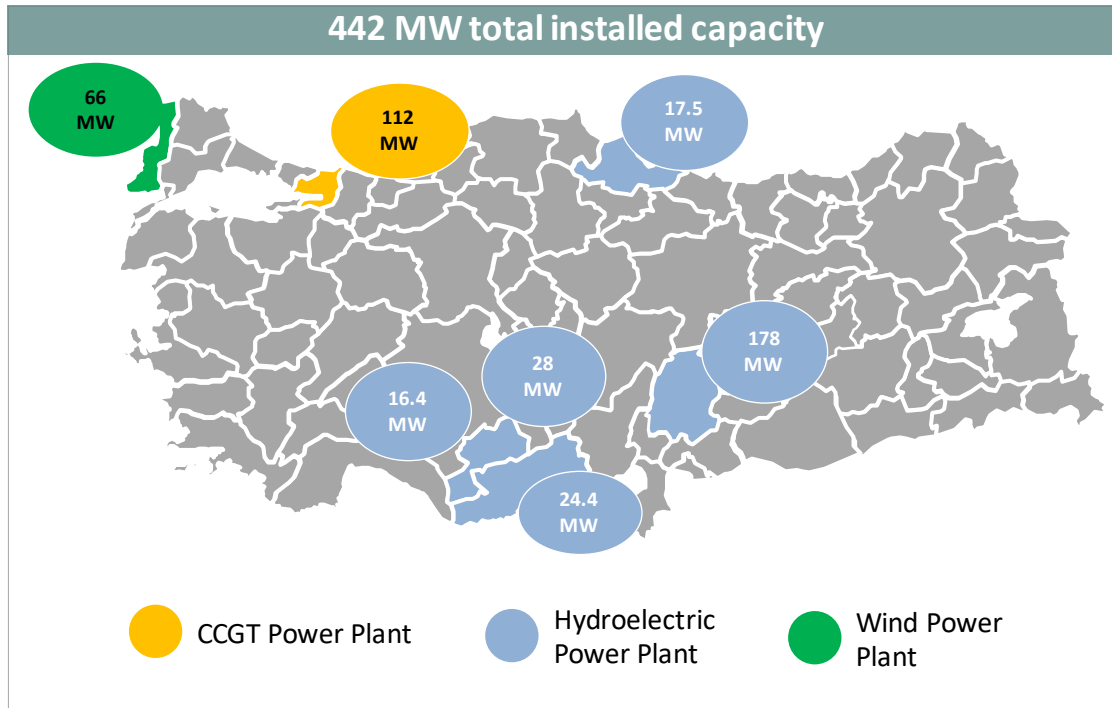 442 MW total installed capacity
66
MW
112
MW
17.5
MW
178
MW
28
MW
16.4
MW
24.4
MW
CCGT Power Plant
Hydroelectric
Power Plant
Wind Power
Plant